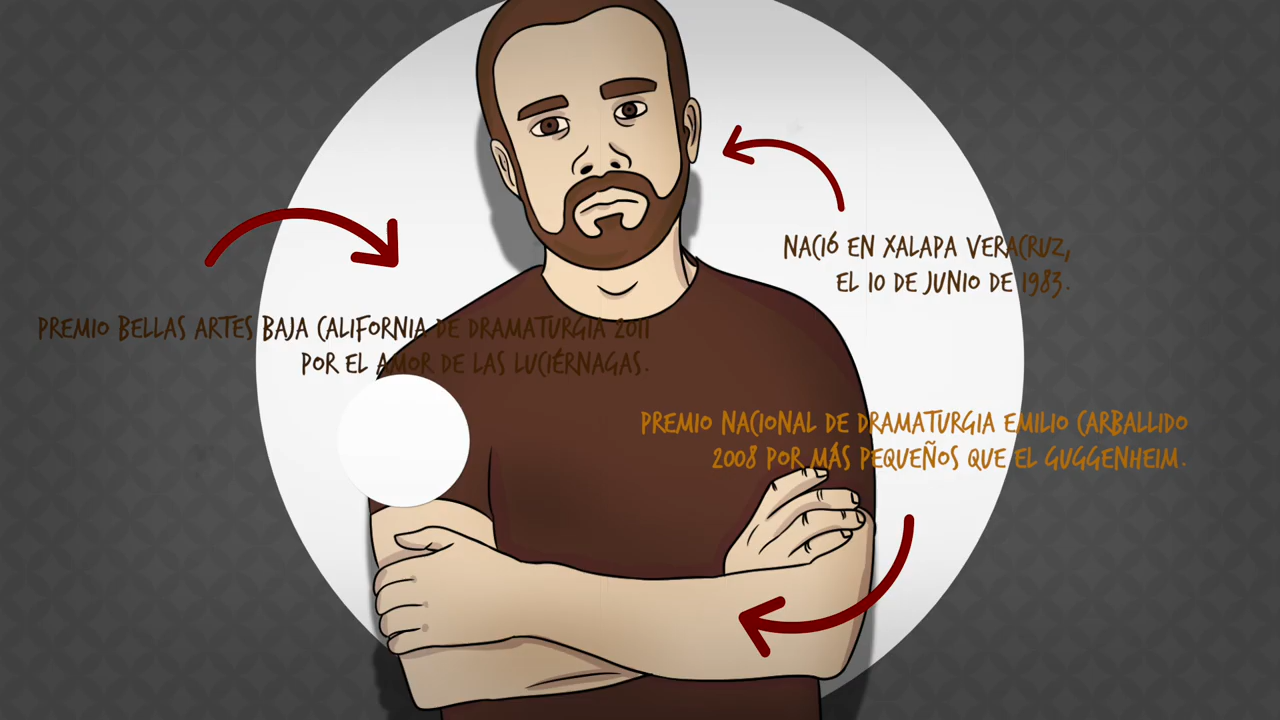 NACIÓ EN XALAPA VERACRUZ,
EL 10 DE JUNIO DE 1983.
PREMIO BELLAS ARTES BAJA CALIFORNIA DE DRAMATURGIA 2011
POR EL AMOR DE LAS LUCIÉRNAGAS.
PREMIO NACIONAL DE DRAMATURGIA EMILIO CARBALLIDO
2008 POR MÁS PEQUEÑOS QUE EL GUGGENHEIM.